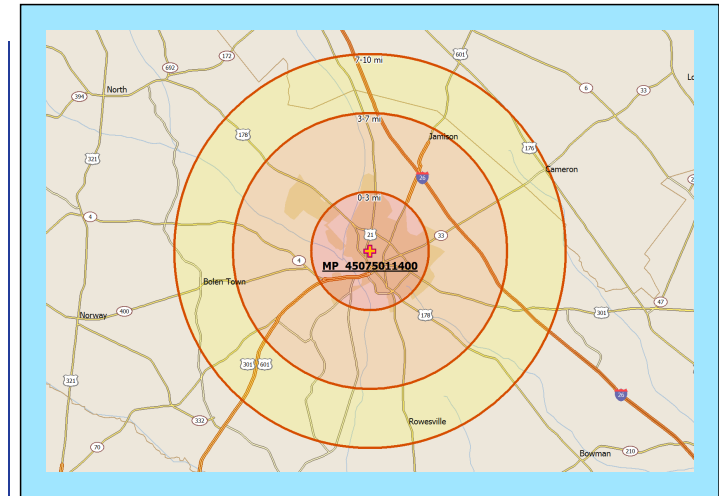 172
601
7-10 mi
692
6
Lo
33
North
394
3-7 mi
178
Jamison
321
176
Cameron
26
2
0-3 mi
4
21
33
4
MP 45075011400
Bolen Town
47
400
Norway
178
301
301
601
321
26
332
Rowesville
70
Bowman
210